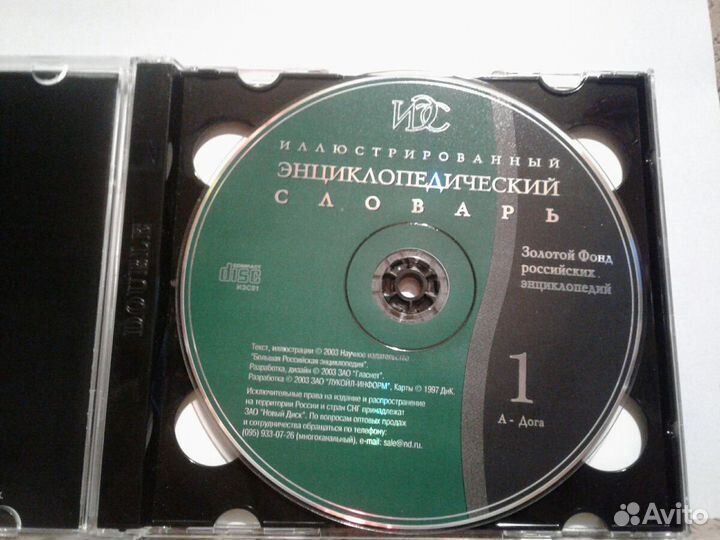 ИЭС
ИЛЛЮСТРИРОВАННЫЙ
ЭНЦИКЛОПЕДИЧЕСКИЙ
СЛОВАРЬ
Золотой Фонд
российских
энциклопедий
COMPACT
disc
ИЭС01
Текст, иллюстрации © 2003 Научное издательство
"Большая Российская энциклопедия".
Разработка, дизайн © 2003 ЗАО "Гласнет".
Разработка © 2003 ЗАО "ЛУКОЙЛ-ИНФОРМ", Карты © 1997 ДиК.
Исключительные права на издание и распространение
на территории России и стран СНГ принадлежат
ЗАО "Новый Диск". По вопросам оптовых продаж
и сотрудничества обращаться по телефону:
(095) 933-07-26 (многоканальный), e-mail: sale@nd.ru.
1
А - Дога
DOUBLE
Avito